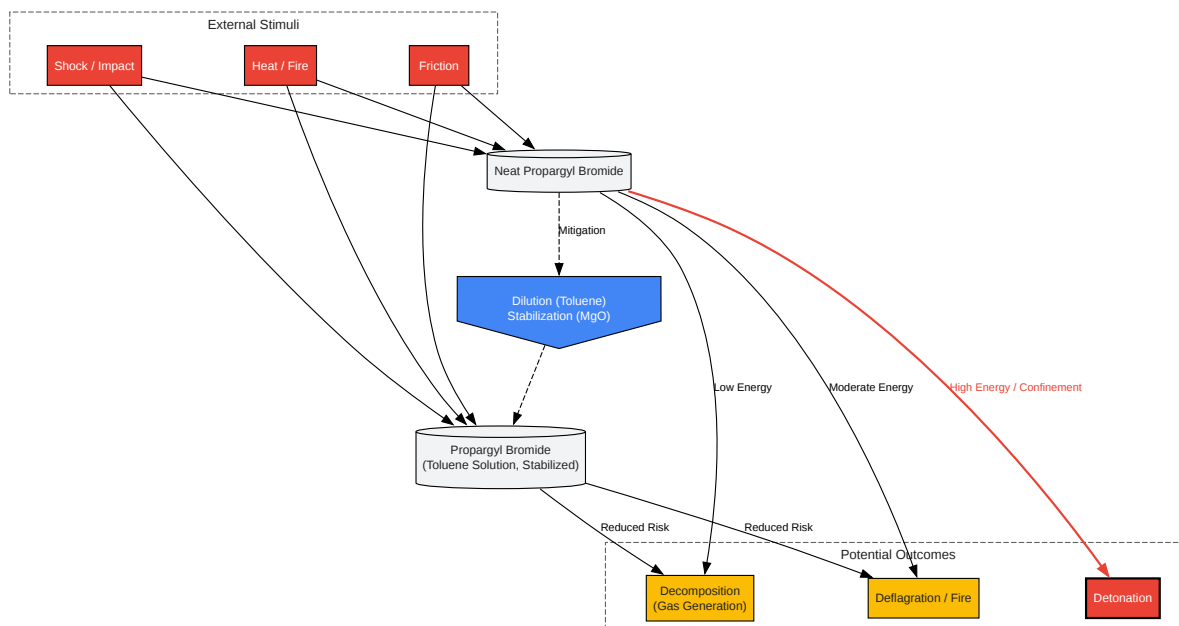 External Stimuli
Shock / Impact
Heat / Fire
Friction
Neat Propargyl Bromide
Mitigation
Dilution (Toluene)
Stabilization (MgO)
Low Energy
Moderate Energy
High Energy / Confinement
Propargyl Bromide
(Toluene Solution, Stabilized)
Reduced Risk
Reduced Risk
Potential Outcomes
Decomposition
(Gas Generation)
Deflagration / Fire
Detonation